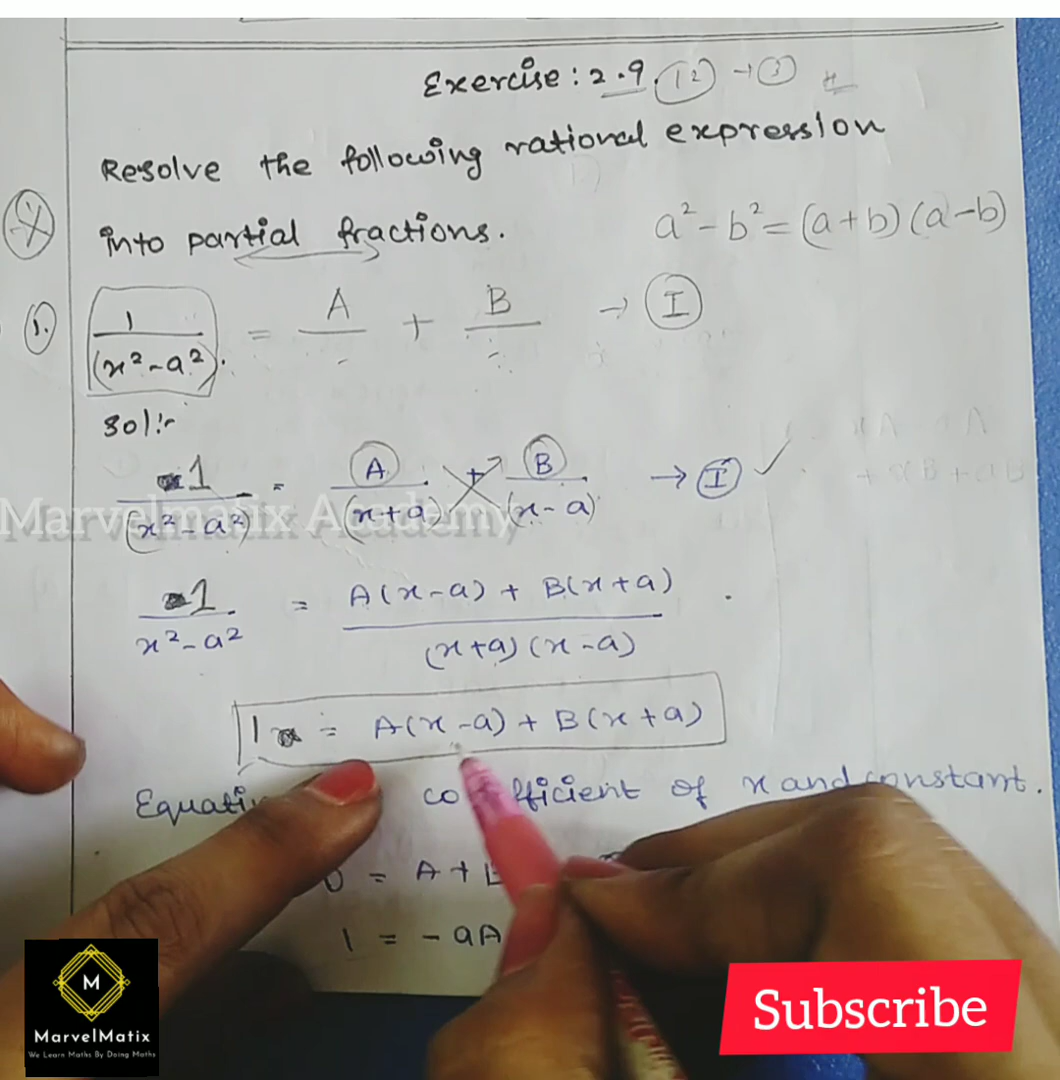 Exercise: 2.9. (12) → (3)
Resolve the following rational expression
into partial fractions.
a² - b² = (a+b)(a-b)
1. 1/(x²-a²). = A/ + B/ → I
Sol:-
1/(x²-a²) = A/(x+a) + B/(x-a) → I ✓
Marvelmatix Academy
1/x²-a² = A(x-a) + B(x+a)/(x+a)(x-a)
1 = A(x-a) + B(x+a)
of x and constant.
0 = A +
1 = -aA
M
MarvelMatix
We Learn Maths By Doing Maths
Subscribe